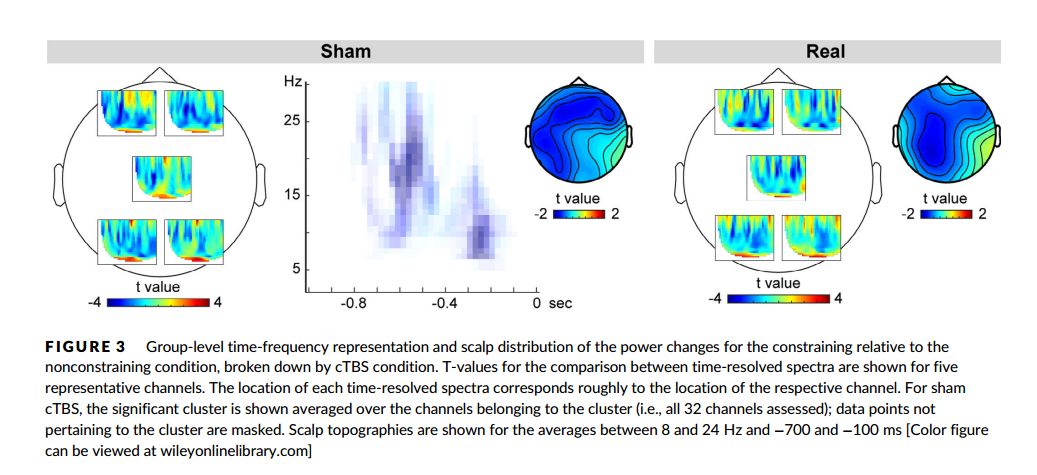 Sham
Real
Hz
25
15
5
-0.8
-0.4
0 sec
t value
-4 4
t value
-2 2
t value
-4 4
t value
-2 2
FIGURE 3 Group-level time-frequency representation and scalp distribution of the power changes for the constraining relative to the
nonconstraining condition, broken down by cTBS condition. T-values for the comparison between time-resolved spectra are shown for five
representative channels. The location of each time-resolved spectra corresponds roughly to the location of the respective channel. For sham
cTBS, the significant cluster is shown averaged over the channels belonging to the cluster (i.e., all 32 channels assessed); data points not
pertaining to the cluster are masked. Scalp topographies are shown for the averages between 8 and 24 Hz and −700 and −100 ms [Color figure
can be viewed at wileyonlinelibrary.com]